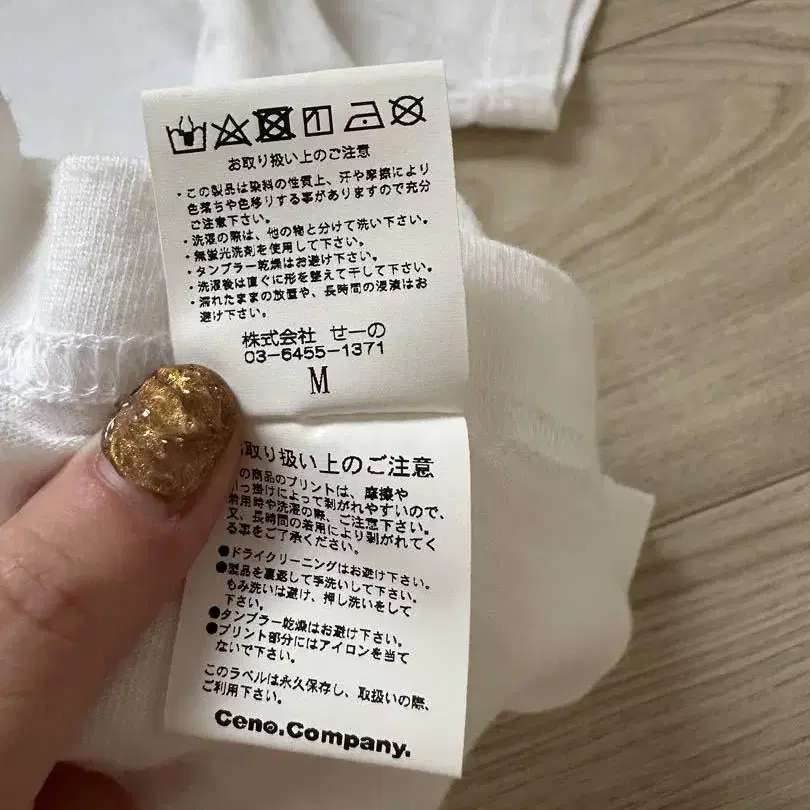 お取り扱い上のご注意
・この製品は染料の性質上、汗や摩擦により
色落ちや色移りする事がありますので充分
ご注意下さい。
・洗濯の際は、他の物と分けて洗い下さい。
・無蛍光洗剤を使用して下さい。
・タンブラー乾燥はお避け下さい。
・洗濯後は直ぐに形を整えて干して下さい。
・濡れたままの放置や、長時間の浸漬はお
避け下さい。
株式会社 せーの
03-6455-1371
M
取り扱い上のご注意
の商品のプリントは、摩擦や
っ掛けによって剥がれやすいので、
着用時や洗濯の際、ご注意下さい。
又、長時間の着用により剥がれてく
る事をご了承ください。
●ドライクリーニングはお避け下さい。
●製品を裏返して手洗いして下さい。
もみ洗いは避け、押し洗いをして
下さい。
●タンブラー乾燥はお避け下さい。
●プリント部分にはアイロンを当て
ないで下さい。
このラベルは永久保存し、取扱いの際、
ご利用下さい。
Ceno.Company.